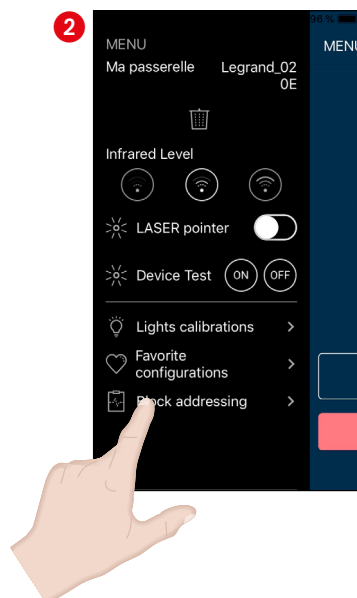 2
96 %
MENU
MENU
Ma passerelle Legrand_02
0E
Infrared Level
LASER pointer
Device Test ON OFF
Lights calibrations >
Favorite
configurations >
Block addressing >